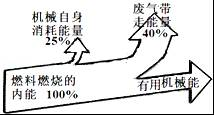 机械自身
消耗能量
25%
废气带
走能量
40%
燃料燃烧的
内能 100%
有用机械能